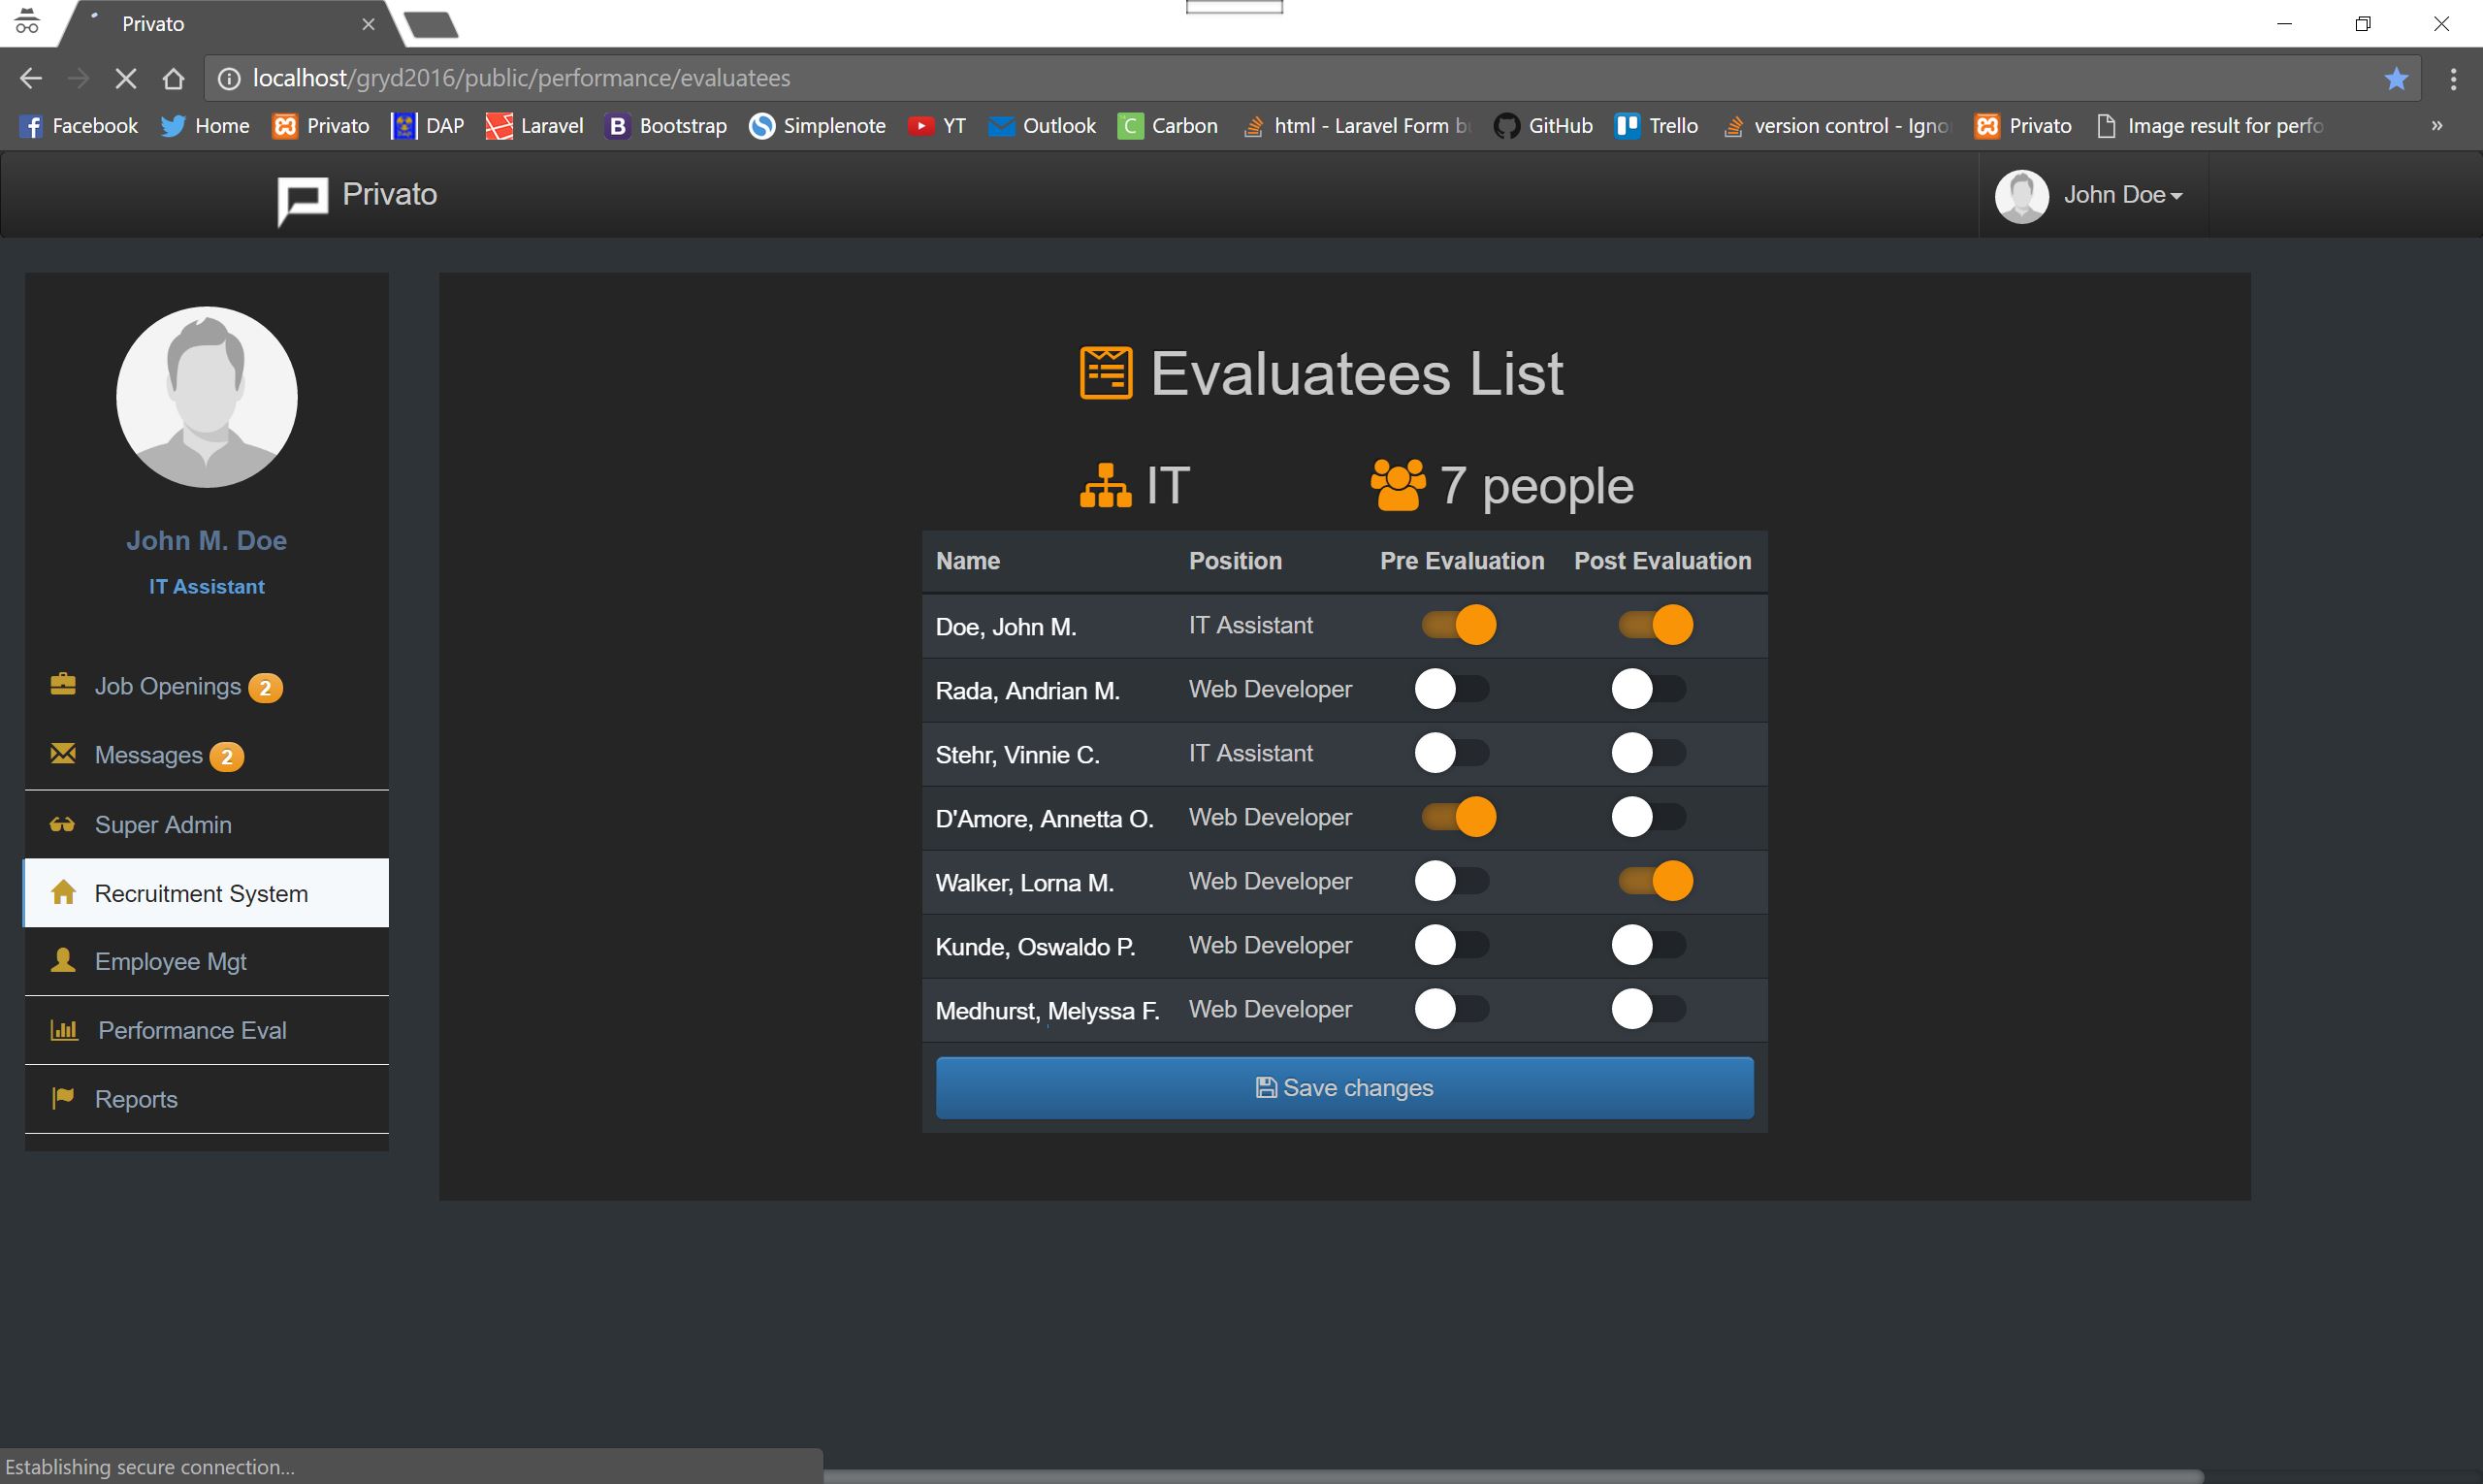 Privato
localhost/gryd2016/public/performance/evaluatees
Facebook Home Privato DAP Laravel Bootstrap Simplenote YT Outlook Carbon html - Laravel Form b GitHub Trello version control - Igno Privato Image result for perfo »
Privato
John Doe
John M. Doe
IT Assistant
Job Openings 2
Messages 2
Super Admin
Recruitment System
Employee Mgt
Performance Eval
Reports
Evaluatees List
IT 7 people
Name Position Pre Evaluation Post Evaluation
Doe, John M. IT Assistant
Rada, Andrian M. Web Developer
Stehr, Vinnie C. IT Assistant
D'Amore, Annetta O. Web Developer
Walker, Lorna M. Web Developer
Kunde, Oswaldo P. Web Developer
Medhurst, Melyssa F. Web Developer
Save changes
Establishing secure connection...